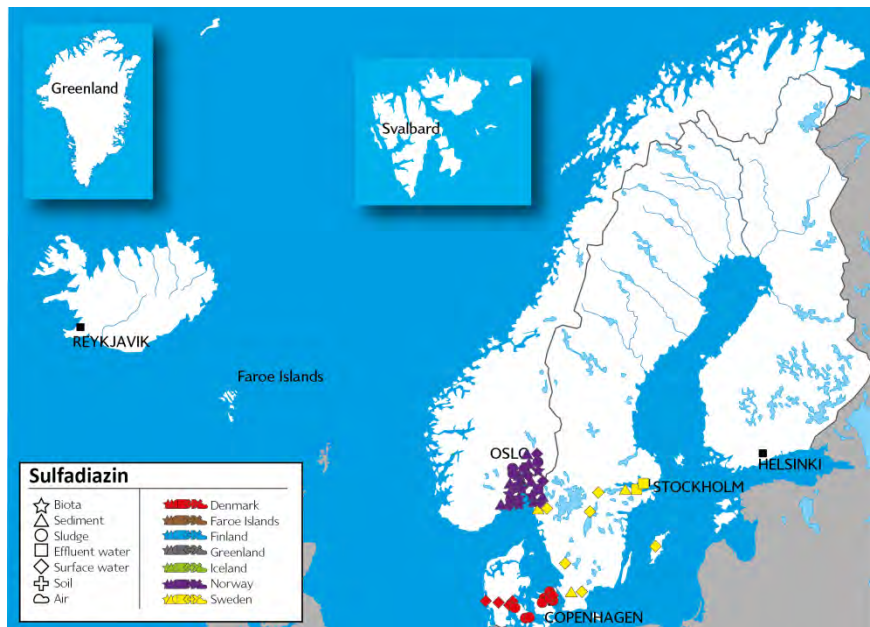 Greenland
Svalbard
REYKJAVIK
Faroe Islands
OSLO
HELSINKI
STOCKHOLM
COPENHAGEN
Sulfadiazin
Biota
Sediment
Sludge
Effluent water
Surface water
Soil
Air
Denmark
Faroe Islands
Finland
Greenland
Iceland
Norway
Sweden